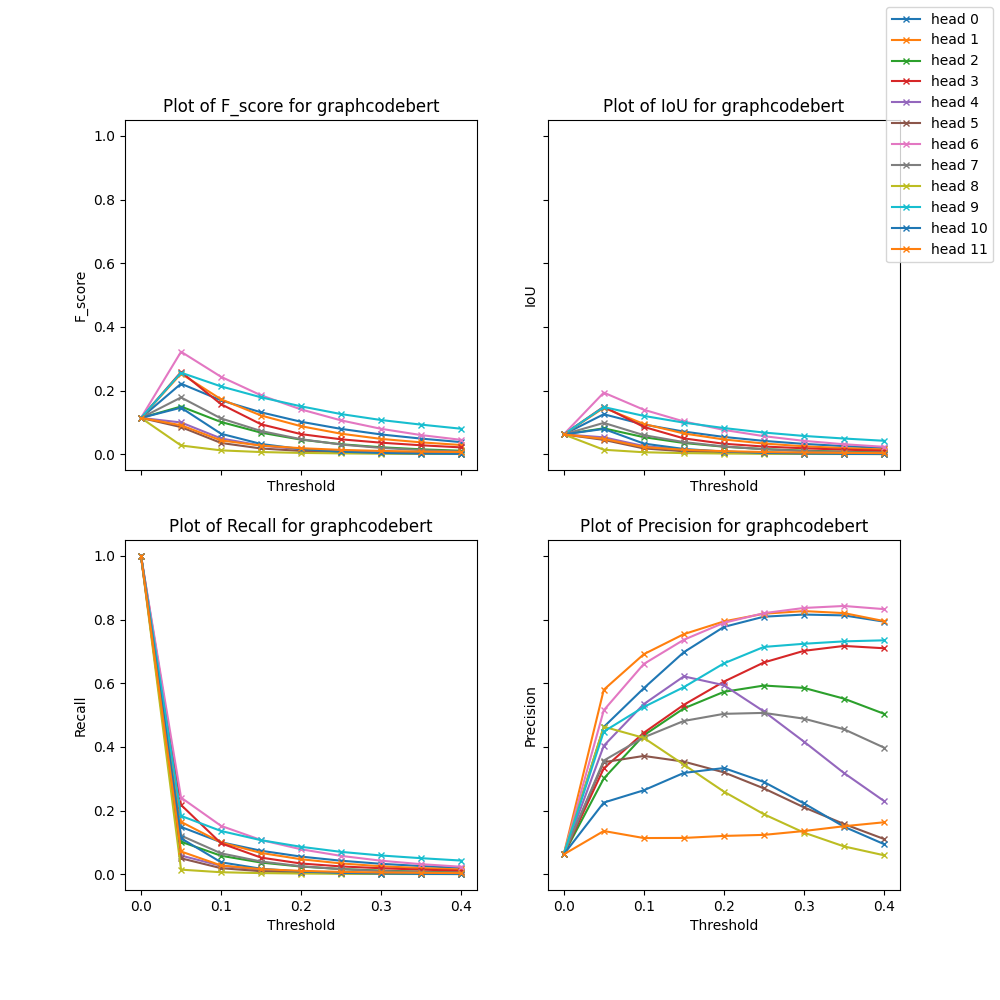 head 0
head 1
head 2
head 3
head 4
head 5
head 6
head 7
head 8
head 9
head 10
head 11
Plot of F_score for graphcodebert
1.0
0.8
0.6
0.4
0.2
0.0
F_score
Threshold
Plot of IoU for graphcodebert
IoU
Threshold
Plot of Recall for graphcodebert
1.0
0.8
0.6
0.4
0.2
0.0
Recall
0.0 0.1 0.2 0.3 0.4
Threshold
Plot of Precision for graphcodebert
Precision
0.0 0.1 0.2 0.3 0.4
Threshold